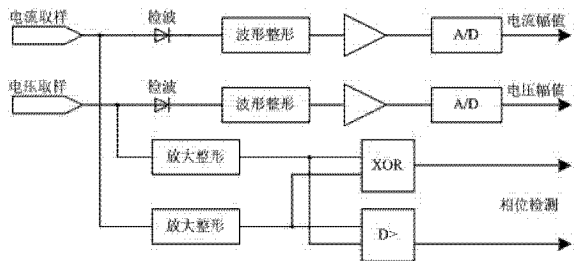 电流取样
检波
波形整形
A/D
电流幅值
电压取样
检波
波形整形
A/D
电压幅值
放大整形
XOR
放大整形
D>
相位检测